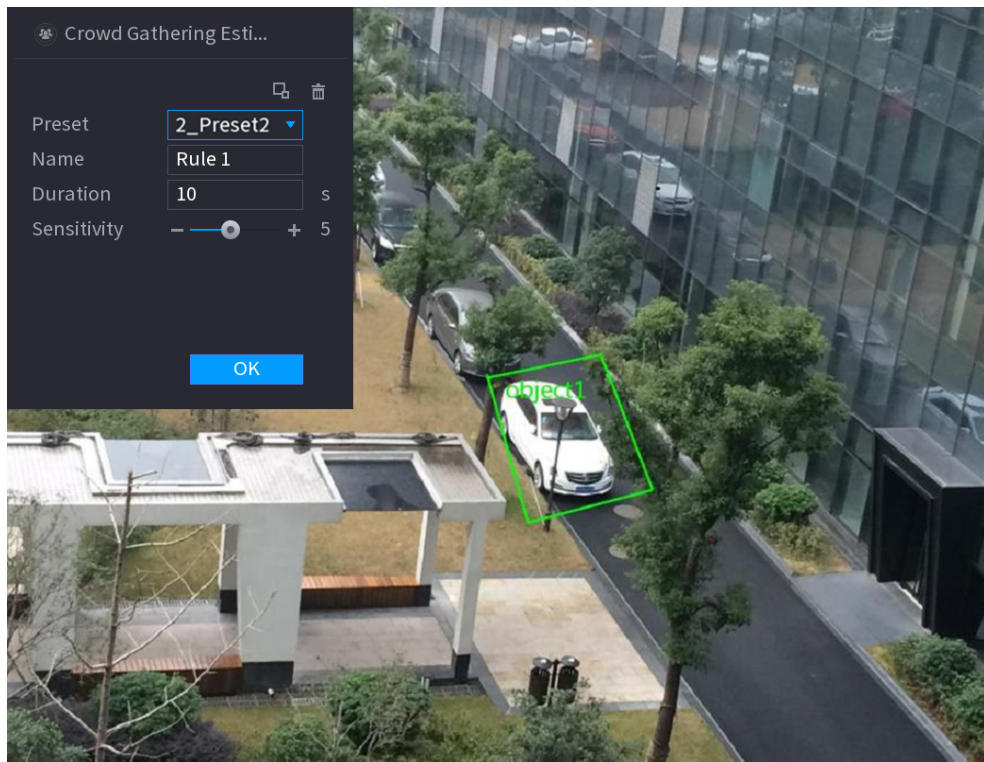 Crowd Gathering Esti...
Preset 2_Preset2
Name Rule 1
Duration 10 s
Sensitivity 5
OK
object1